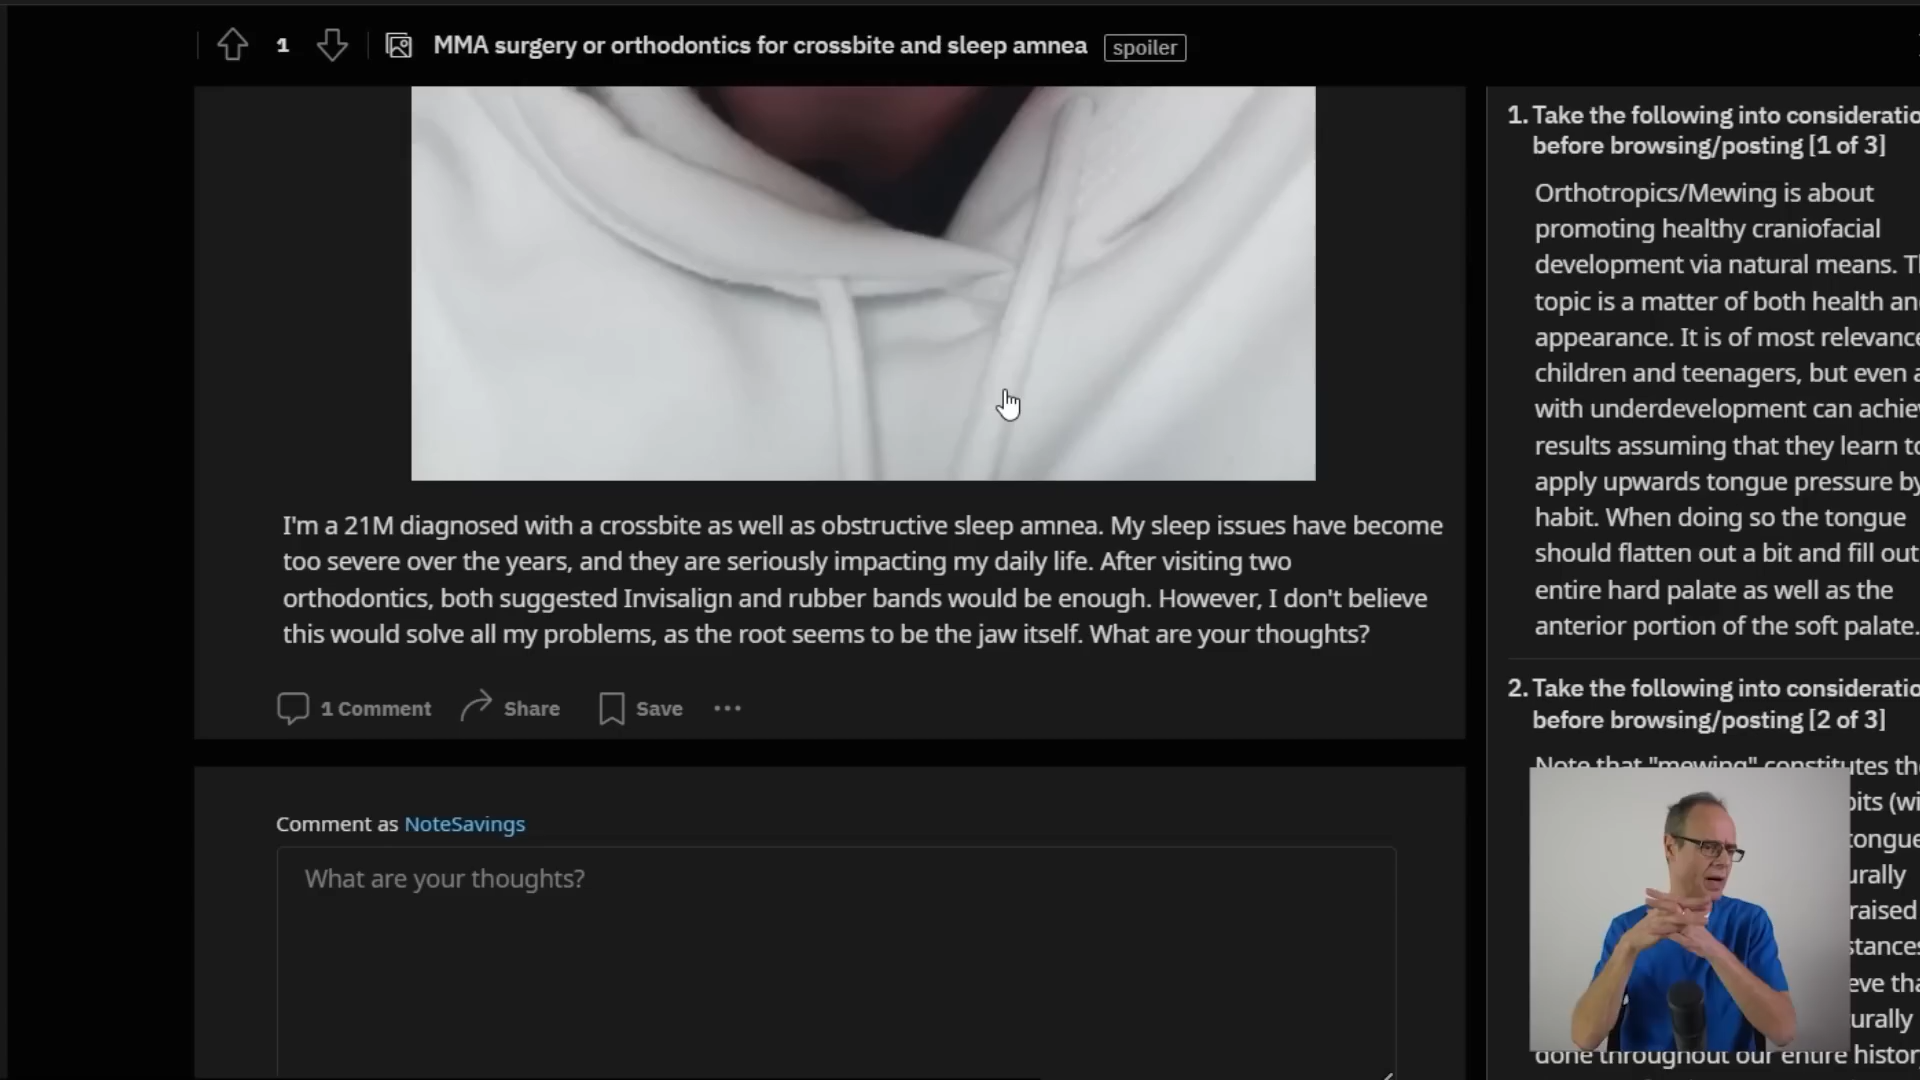 1
MMA surgery or orthodontics for crossbite and sleep amnea
spoiler
I'm a 21M diagnosed with a crossbite as well as obstructive sleep amnea. My sleep issues have become
too severe over the years, and they are seriously impacting my daily life. After visiting two
orthodontics, both suggested Invisalign and rubber bands would be enough. However, I don't believe
this would solve all my problems, as the root seems to be the jaw itself. What are your thoughts?
1 Comment
Share
Save
Comment as NoteSavings
What are your thoughts?
1. Take the following into
before browsing/posting [1 of 3]
Orthotropics/Mewing is about
promoting healthy craniofacial
development via natural means.
topic is a matter of both health
appearance. It is of most
children and teenagers, but even
with underdevelopment can
results assuming that they learn
apply upwards tongue pressure
habit. When doing so the tongue
should flatten out a bit and fill out
entire hard palate as well as the
anterior portion of the soft palate.
2. Take the following into
before browsing/posting [2 of 3]
Note that "mewing" constitutes
raised
done throughout our entire